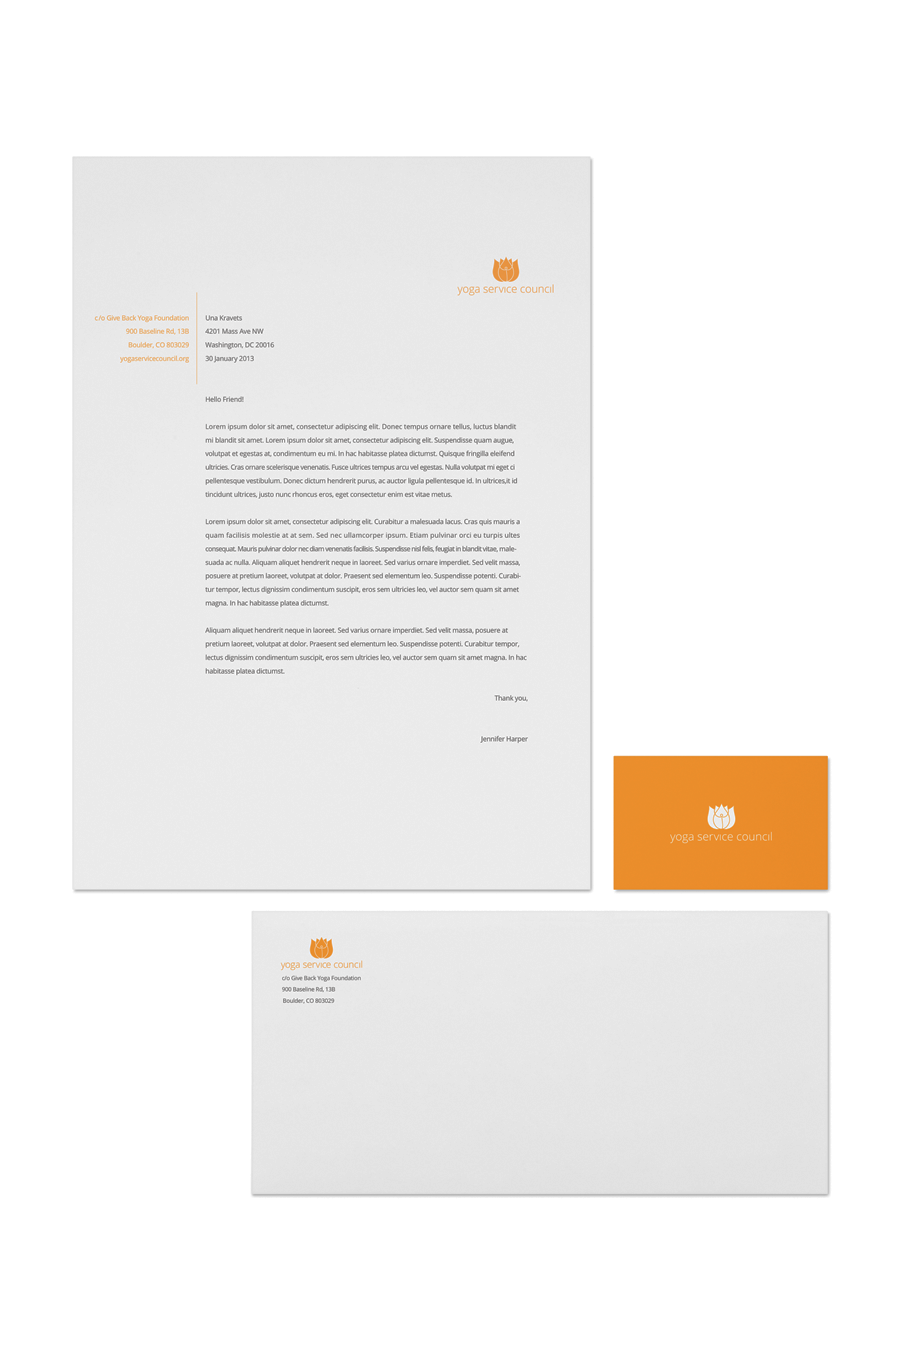 yoga service council
c/o Give Back Yoga Foundation
900 Baseline Rd, 13B
Boulder, CO 803029
yogaservicecouncil.org
Una Kravets
4201 Mass Ave NW
Washington, DC 20016
30 January 2013
Hello Friend!
Lorem ipsum dolor sit amet, consectetur adipiscing elit. Donec tempus ornare tellus, luctus blandit
mi blandit sit amet. Lorem ipsum dolor sit amet, consectetur adipiscing elit. Suspendisse quam augue,
volutpat et egestas at, condimentum eu mi. In hac habitasse platea dictumst. Quisque fringilla eleifend
ultricies. Cras ornare scelerisque venenatis. Fusce ultrices tempus arcu vel egestas. Nulla volutpat mi eget ci
pellentesque vestibulum. Donec dictum hendrerit purus, ac auctor ligula pellentesque id. In ultrices,it id
tincidunt ultrices, justo nunc rhoncus eros, eget consectetur enim est vitae metus.
Lorem ipsum dolor sit amet, consectetur adipiscing elit. Curabitur a malesuada lacus. Cras quis mauris a
quam facilisis molestie at at sem. Sed nec ullamcorper ipsum. Etiam pulvinar orci eu turpis ultes
consequat. Mauris pulvinar dolor nec diam venenatis facilisis. Suspendisse nisl felis, feugiat in blandit vitae, male-
suada ac nulla. Aliquam aliquet hendrerit neque in laoreet. Sed varius ornare imperdiet. Sed velit massa,
posuere at pretium laoreet, volutpat at dolor. Praesent sed elementum leo. Suspendisse potenti. Curabi-
tur tempor, lectus dignissim condimentum suscipit, eros sem ultricies leo, vel auctor sem quam sit amet
magna. In hac habitasse platea dictumst.
Aliquam aliquet hendrerit neque in laoreet. Sed varius ornare imperdiet. Sed velit massa, posuere at
pretium laoreet, volutpat at dolor. Praesent sed elementum leo. Suspendisse potenti. Curabitur tempor,
lectus dignissim condimentum suscipit, eros sem ultricies leo, vel auctor sem quam sit amet magna. In hac
habitasse platea dictumst.
Thank you,
Jennifer Harper
yoga service council
yoga service council
c/o Give Back Yoga Foundation
900 Baseline Rd, 13B
Boulder, CO 803029